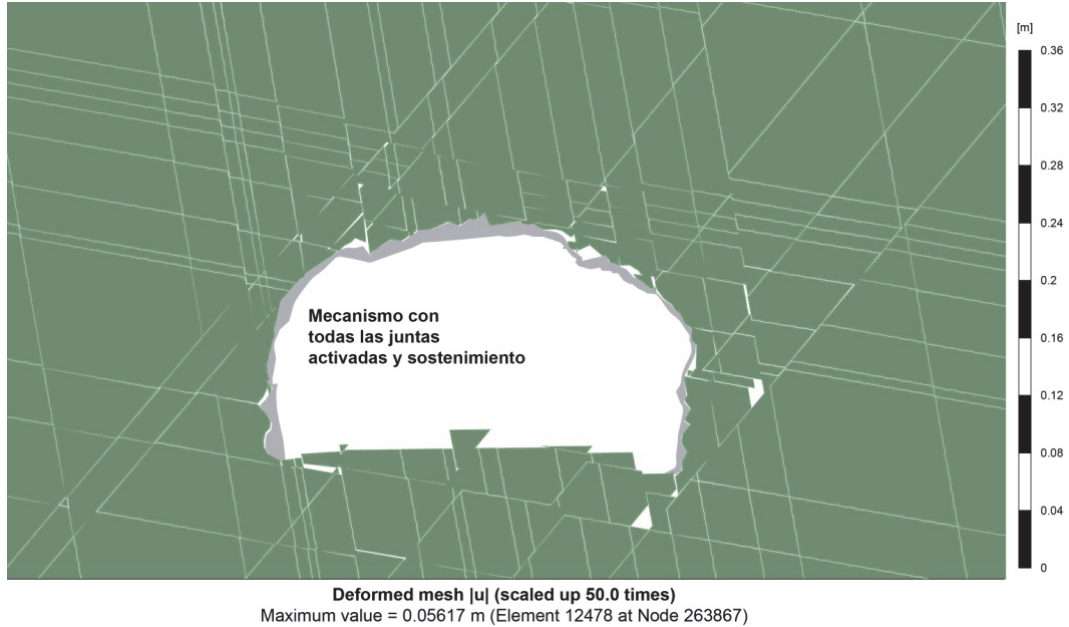 [m]
0.36
0.32
0.28
0.24
0.2
0.16
0.12
0.08
0.04
0
Mecanismo con
todas las juntas
activadas y sostenimiento
Deformed mesh |u| (scaled up 50.0 times)
Maximum value = 0.05617 m (Element 12478 at Node 263867)